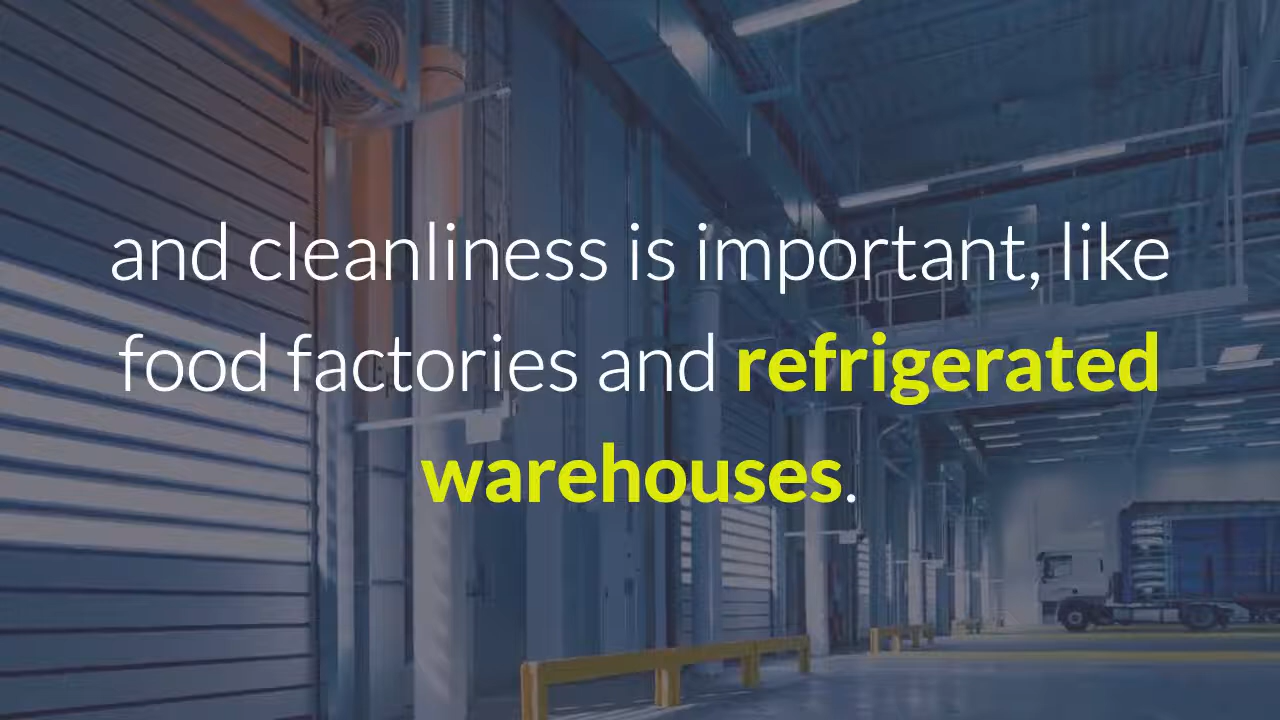 and cleanliness is important, like
food factories and refrigerated
warehouses.